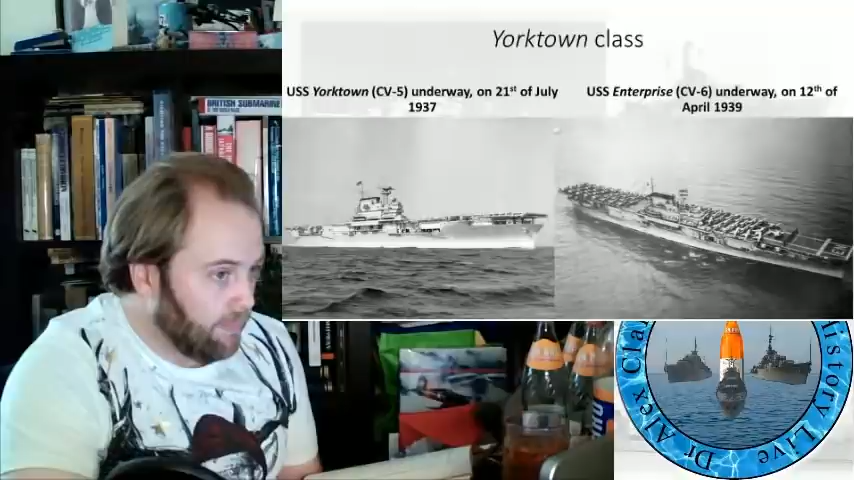 Yorktown class
USS Yorktown (CV-5) underway, on 21st of July
1937
USS Enterprise (CV-6) underway, on 12th of
April 1939
BRITISH SUBMARINE
Dr Alex Cla
History Live